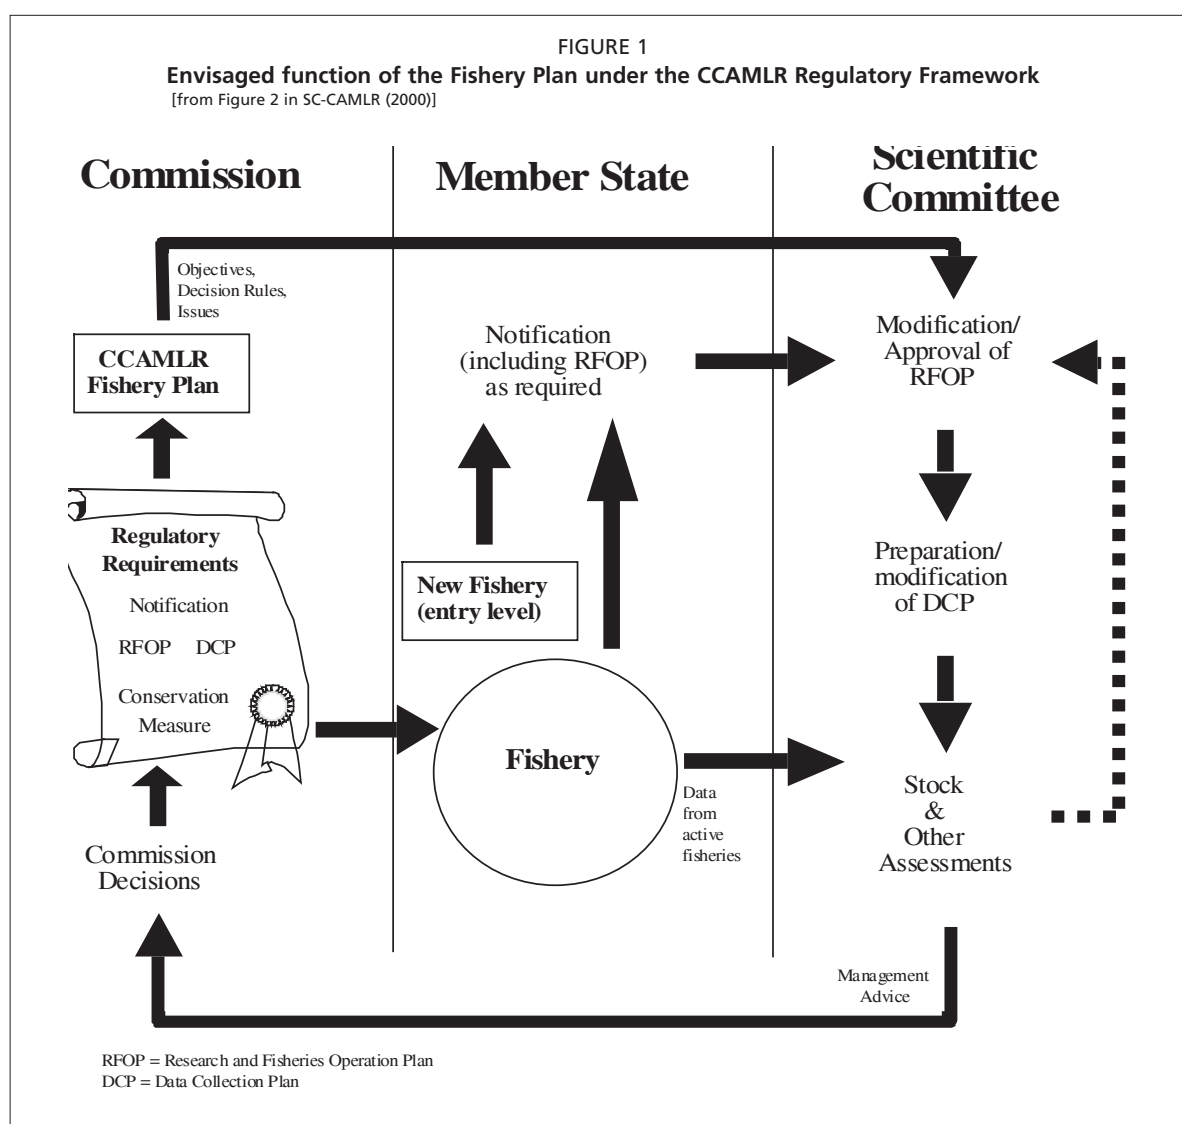 FIGURE 1
Envisaged function of the Fishery Plan under the CCAMLR Regulatory Framework
[from Figure 2 in SC-CAMLR (2000)]
Commission
Member State
Scientific
Committee
Objectives,
Decision Rules,
Issues
CCAMLR
Fishery Plan
Notification
(including RFOP)
as required
Modification/
Approval of
RFOP
Regulatory
Requirements
Notification
RFOP DCP
Conservation
Measure
New Fishery
(entry level)
Preparation/
modification
of DCP
Fishery
Data
from
active
fisheries
Stock
&
Other
Assessments
Commission
Decisions
Management
Advice
RFOP = Research and Fisheries Operation Plan
DCP = Data Collection Plan